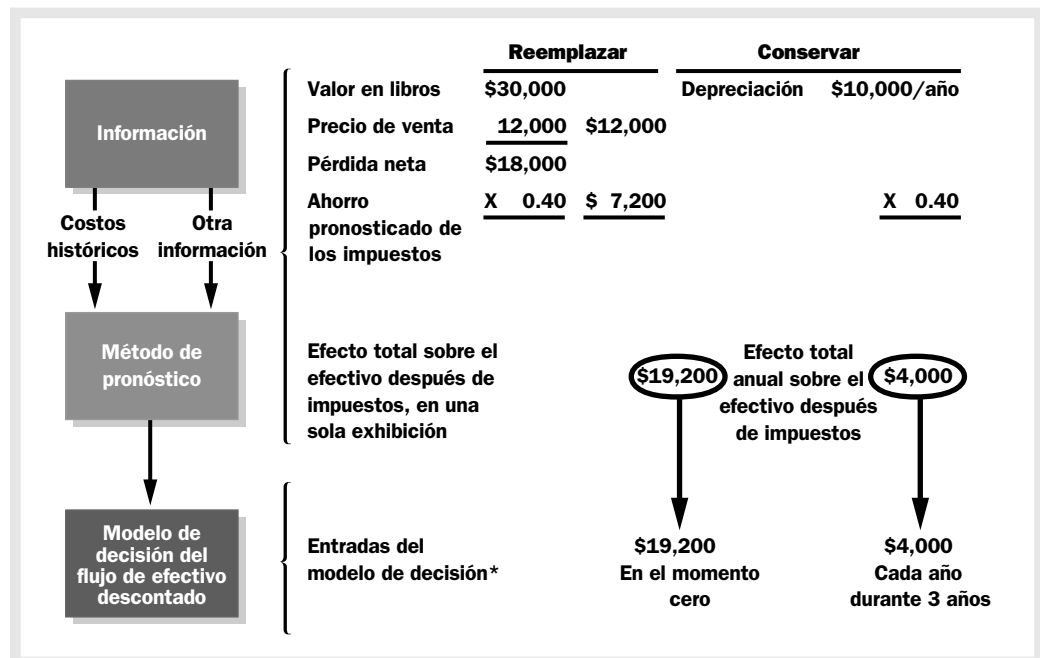 Reemplazar Conservar
Valor en libros $30,000 Depreciación $10,000/año
Precio de venta 12,000 $12,000
Pérdida neta $18,000
Ahorro X 0.40 $ 7,200 X 0.40
pronosticado de
los impuestos
Información
Costos
históricos
Otra
información
Método de
pronóstico
Efecto total sobre el
efectivo después de
impuestos, en una
sola exhibición
$19,200
Efecto total
anual sobre el
efectivo después
de impuestos
$4,000
Modelo de
decisión del
flujo de efectivo
descontado
Entradas del
modelo de decisión*
$19,200
En el momento
cero
$4,000
Cada año
durante 3 años